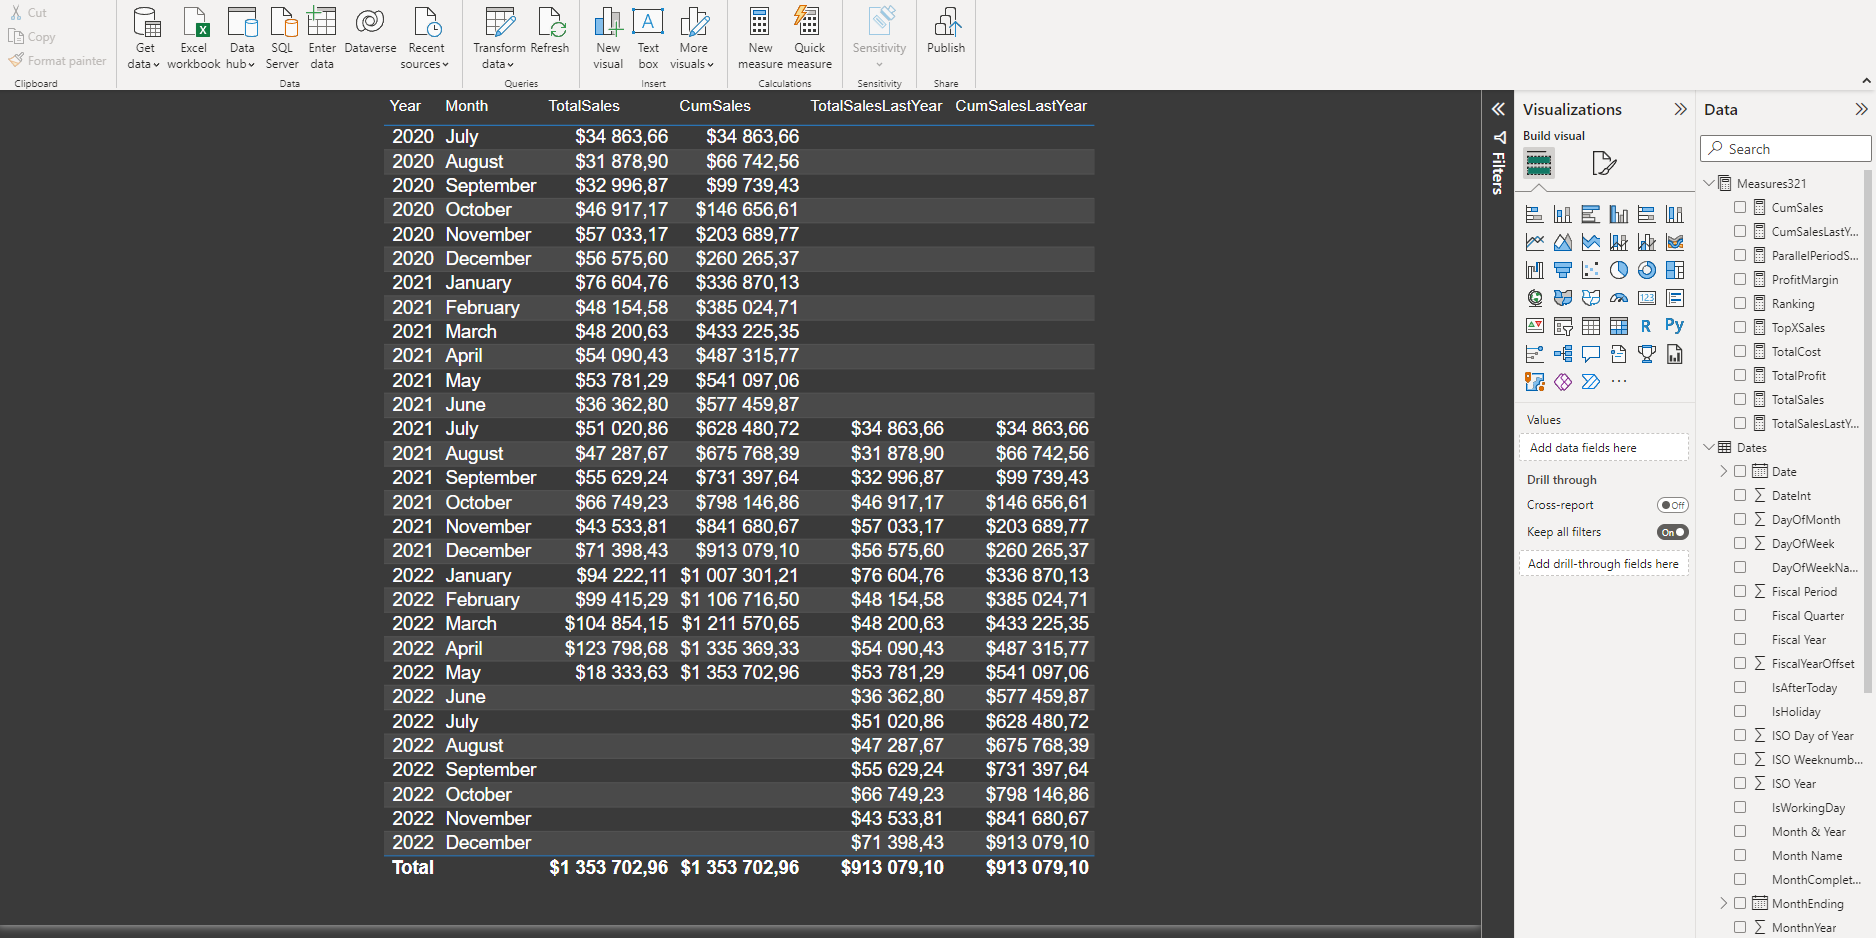 Cut
Copy
Format painter
Clipboard
Get data
Excel workbook
Data hub
SQL Server
Enter data
Dataverse
Recent sources
Data
Transform data
Refresh
Queries
New visual
Text box
More visuals
Insert
New measure
Quick measure
Calculations
Sensitivity
Sensitivity
Publish
Share
Year Month TotalSales CumSales TotalSalesLastYear CumSalesLastYear
2020 July $34 863,66 $34 863,66
2020 August $31 878,90 $66 742,56
2020 September $32 996,87 $99 739,43
2020 October $46 917,17 $146 656,61
2020 November $57 033,17 $203 689,77
2020 December $56 575,60 $260 265,37
2021 January $76 604,76 $336 870,13
2021 February $48 154,58 $385 024,71
2021 March $48 200,63 $433 225,35
2021 April $54 090,43 $487 315,77
2021 May $53 781,29 $541 097,06
2021 June $36 362,80 $577 459,87
2021 July $51 020,86 $628 480,72 $34 863,66 $34 863,66
2021 August $47 287,67 $675 768,39 $31 878,90 $66 742,56
2021 September $55 629,24 $731 397,64 $32 996,87 $99 739,43
2021 October $66 749,23 $798 146,86 $46 917,17 $146 656,61
2021 November $43 533,81 $841 680,67 $57 033,17 $203 689,77
2021 December $71 398,43 $913 079,10 $56 575,60 $260 265,37
2022 January $94 222,11 $1 007 301,21 $76 604,76 $336 870,13
2022 February $99 415,29 $1 106 716,50 $48 154,58 $385 024,71
2022 March $104 854,15 $1 211 570,65 $48 200,63 $433 225,35
2022 April $123 798,68 $1 335 369,33 $54 090,43 $487 315,77
2022 May $18 333,63 $1 353 702,96 $53 781,29 $541 097,06
2022 June $36 362,80 $577 459,87
2022 July $51 020,86 $628 480,72
2022 August $47 287,67 $675 768,39
2022 September $55 629,24 $731 397,64
2022 October $66 749,23 $798 146,86
2022 November $43 533,81 $841 680,67
2022 December $71 398,43 $913 079,10
Total $1 353 702,96 $1 353 702,96 $913 079,10 $913 079,10
Filters
Visualizations
Build visual
123
R Py
Values
Add data fields here
Drill through
Cross-report Off
Keep all filters On
Add drill-through fields here
Data
Search
Measures321
CumSales
CumSalesLastY...
ParallelPeriodS...
ProfitMargin
Ranking
TopXSales
TotalCost
TotalProfit
TotalSales
TotalSalesLastY...
Dates
Date
DateInt
DayOfMonth
DayOfWeek
DayOfWeekNa...
Fiscal Period
Fiscal Quarter
Fiscal Year
FiscalYearOffset
IsAfterToday
IsHoliday
ISO Day of Year
ISO Weeknumb...
ISO Year
IsWorkingDay
Month & Year
Month Name
MonthComplet...
MonthEnding
MonthnYear